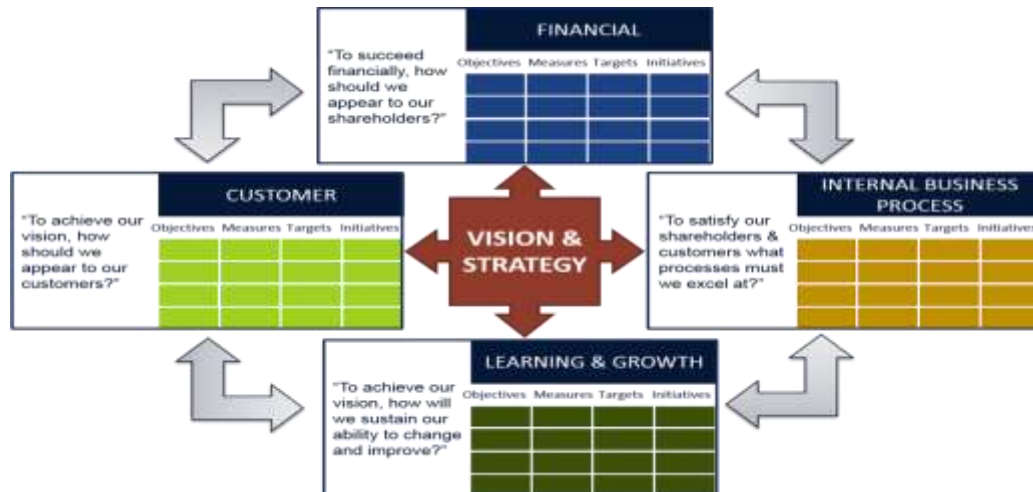 FINANCIAL
"To succeed
financially, how
should we
appear to our
shareholders?"
Objectives Measures Targets Initiatives
CUSTOMER
"To achieve our
vision, how
should we
appear to our
customers?"
Objectives Measures Targets Initiatives
VISION &
STRATEGY
INTERNAL BUSINESS
PROCESS
"To satisfy our
shareholders &
customers what
processes must
we excel at?"
Objectives Measures Targets Initiatives
LEARNING & GROWTH
"To achieve our
vision, how will
we sustain our
ability to change
and improve?"
Objectives Measures Targets Initiatives